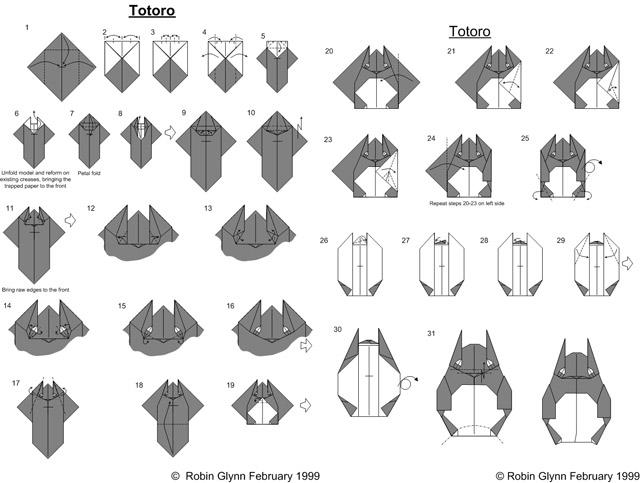 Totoro
1
2
3
4
5
6
7
8
9
10
N
Unfold model and reform on
existing creases, bringing the
trapped paper to the front
Petal fold
11
12
13
Bring raw edges to the front
14
15
16
17
18
19
© Robin Glynn February 1999
Totoro
20
21
22
23
24
25
Repeat steps 20-23 on left side
26
27
28
29
30
31
© Robin Glynn February 1999